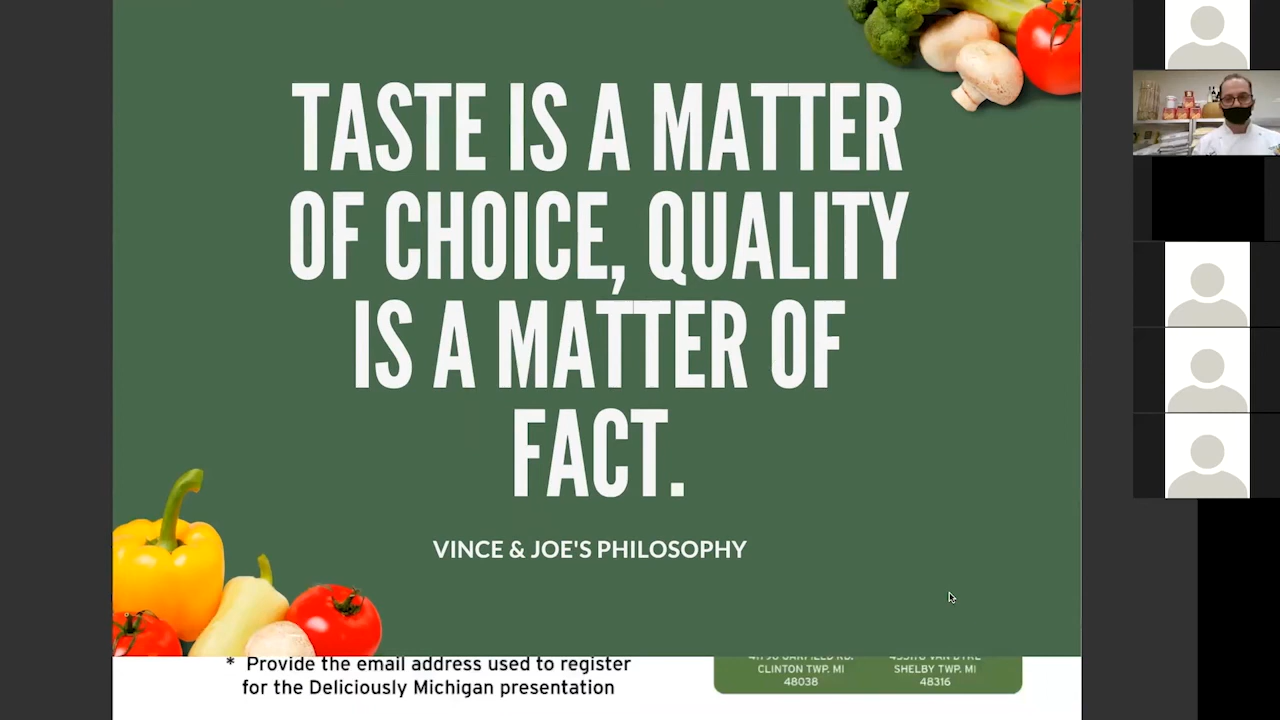 TASTE IS A MATTER
OF CHOICE, QUALITY
IS A MATTER OF
FACT.
VINCE & JOE'S PHILOSOPHY
* Provide the email address used to register
for the Deliciously Michigan presentation
CLINTON TWP. MI
48038
SHELBY TWP. MI
48316